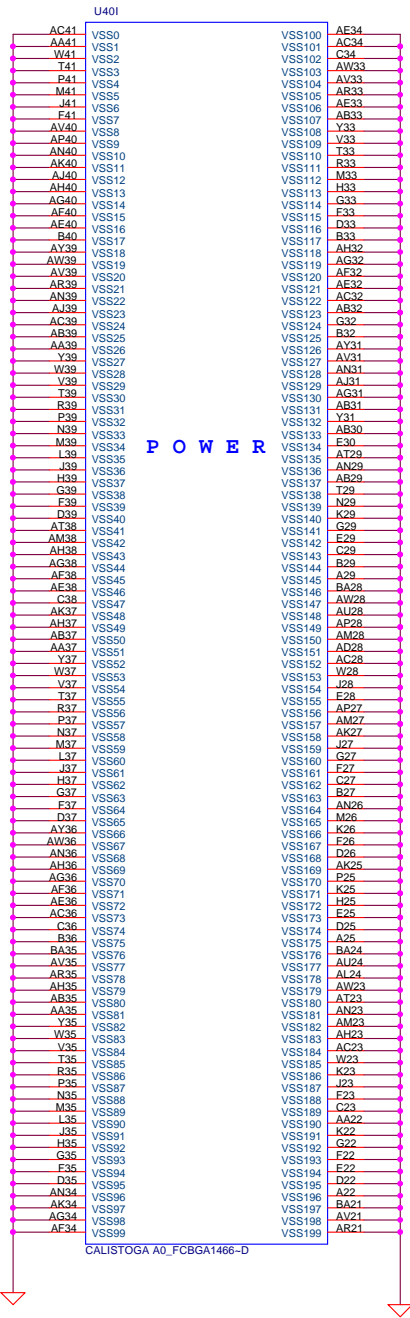 U40I
AC41 VSS0 VSS100 AE34
AA41 VSS1 VSS101 AC34
W41 VSS2 VSS102 C34
T41 VSS3 VSS103 AW33
P41 VSS4 VSS104 AV33
M41 VSS5 VSS105 AR33
J41 VSS6 VSS106 AE33
F41 VSS7 VSS107 AB33
AV40 VSS8 VSS108 Y33
AP40 VSS9 VSS109 V33
AN40 VSS10 VSS110 T33
AK40 VSS11 VSS111 R33
AJ40 VSS12 VSS112 M33
AH40 VSS13 VSS113 H33
AG40 VSS14 VSS114 G33
AF40 VSS15 VSS115 F33
AE40 VSS16 VSS116 D33
B40 VSS17 VSS117 B33
AY39 VSS18 VSS118 AH32
AW39 VSS19 VSS119 AG32
AV39 VSS20 VSS120 AF32
AR39 VSS21 VSS121 AE32
AN39 VSS22 VSS122 AC32
AJ39 VSS23 VSS123 AB32
AC39 VSS24 VSS124 G32
AB39 VSS25 VSS125 B32
AA39 VSS26 VSS126 AY31
Y39 VSS27 VSS127 AV31
W39 VSS28 VSS128 AN31
V39 VSS29 VSS129 AJ31
T39 VSS30 VSS130 AG31
R39 VSS31 VSS131 AB31
P39 VSS32 VSS132 Y31
N39 VSS33 VSS133 AB30
M39 VSS34 VSS134 E30
P O W E R
L39 VSS35 VSS135 AT29
J39 VSS36 VSS136 AN29
H39 VSS37 VSS137 AB29
G39 VSS38 VSS138 T29
F39 VSS39 VSS139 N29
D39 VSS40 VSS140 K29
AT38 VSS41 VSS141 G29
AM38 VSS42 VSS142 E29
AH38 VSS43 VSS143 C29
AG38 VSS44 VSS144 B29
AF38 VSS45 VSS145 A29
AE38 VSS46 VSS146 BA28
C38 VSS47 VSS147 AW28
AK37 VSS48 VSS148 AU28
AH37 VSS49 VSS149 AP28
AB37 VSS50 VSS150 AM28
AA37 VSS51 VSS151 AD28
Y37 VSS52 VSS152 AC28
W37 VSS53 VSS153 W28
V37 VSS54 VSS154 J28
T37 VSS55 VSS155 E28
R37 VSS56 VSS156 AP27
P37 VSS57 VSS157 AM27
N37 VSS58 VSS158 AK27
M37 VSS59 VSS159 J27
L37 VSS60 VSS160 G27
J37 VSS61 VSS161 F27
H37 VSS62 VSS162 C27
G37 VSS63 VSS163 B27
F37 VSS64 VSS164 AN26
D37 VSS65 VSS165 M26
AY36 VSS66 VSS166 K26
AW36 VSS67 VSS167 F26
AN36 VSS68 VSS168 D26
AH36 VSS69 VSS169 AK25
AG36 VSS70 VSS170 P25
AF36 VSS71 VSS171 K25
AE36 VSS72 VSS172 H25
AC36 VSS73 VSS173 E25
C36 VSS74 VSS174 D25
B36 VSS75 VSS175 A25
BA35 VSS76 VSS176 BA24
AV35 VSS77 VSS177 AU24
AR35 VSS78 VSS178 AL24
AH35 VSS79 VSS179 AW23
AB35 VSS80 VSS180 AT23
AA35 VSS81 VSS181 AN23
Y35 VSS82 VSS182 AM23
W35 VSS83 VSS183 AH23
V35 VSS84 VSS184 AC23
T35 VSS85 VSS185 W23
R35 VSS86 VSS186 K23
P35 VSS87 VSS187 J23
N35 VSS88 VSS188 F23
M35 VSS89 VSS189 C23
L35 VSS90 VSS190 AA22
J35 VSS91 VSS191 K22
H35 VSS92 VSS192 G22
G35 VSS93 VSS193 F22
F35 VSS94 VSS194 E22
D35 VSS95 VSS195 D22
AN34 VSS96 VSS196 A22
AK34 VSS97 VSS197 BA21
AG34 VSS98 VSS198 AV21
AF34 VSS99 VSS199 AR21
CALISTOGA A0_FCBGA1466~D